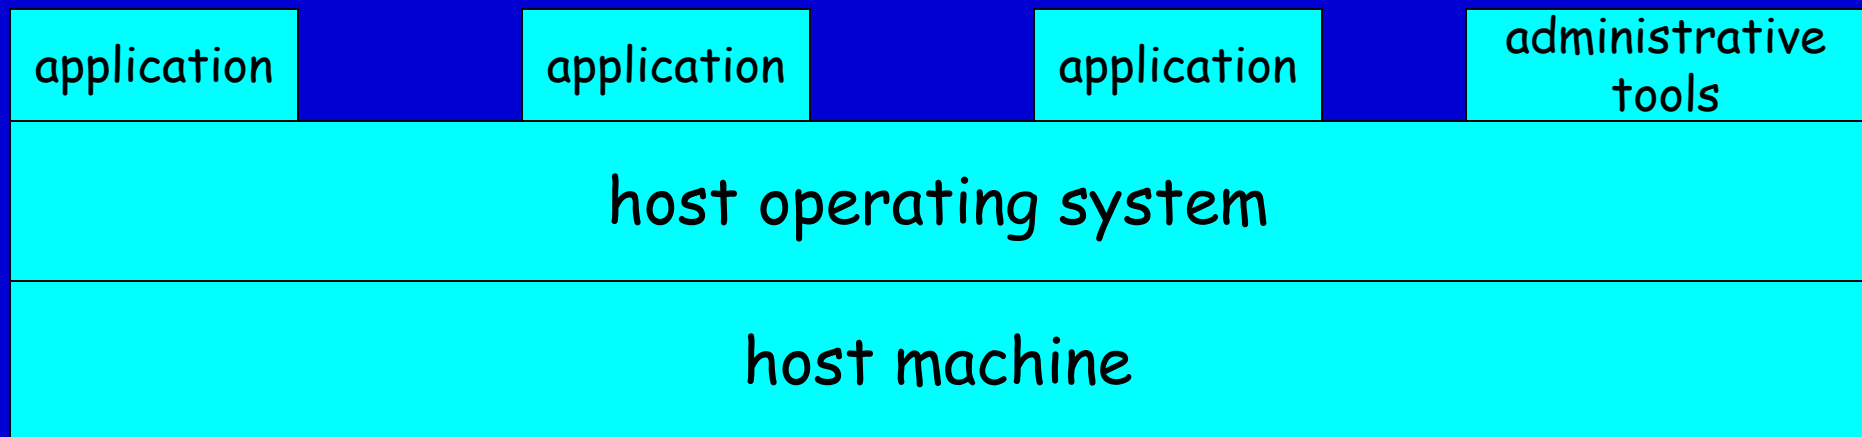 application
application
application
administrative
tools
host operating system
host machine